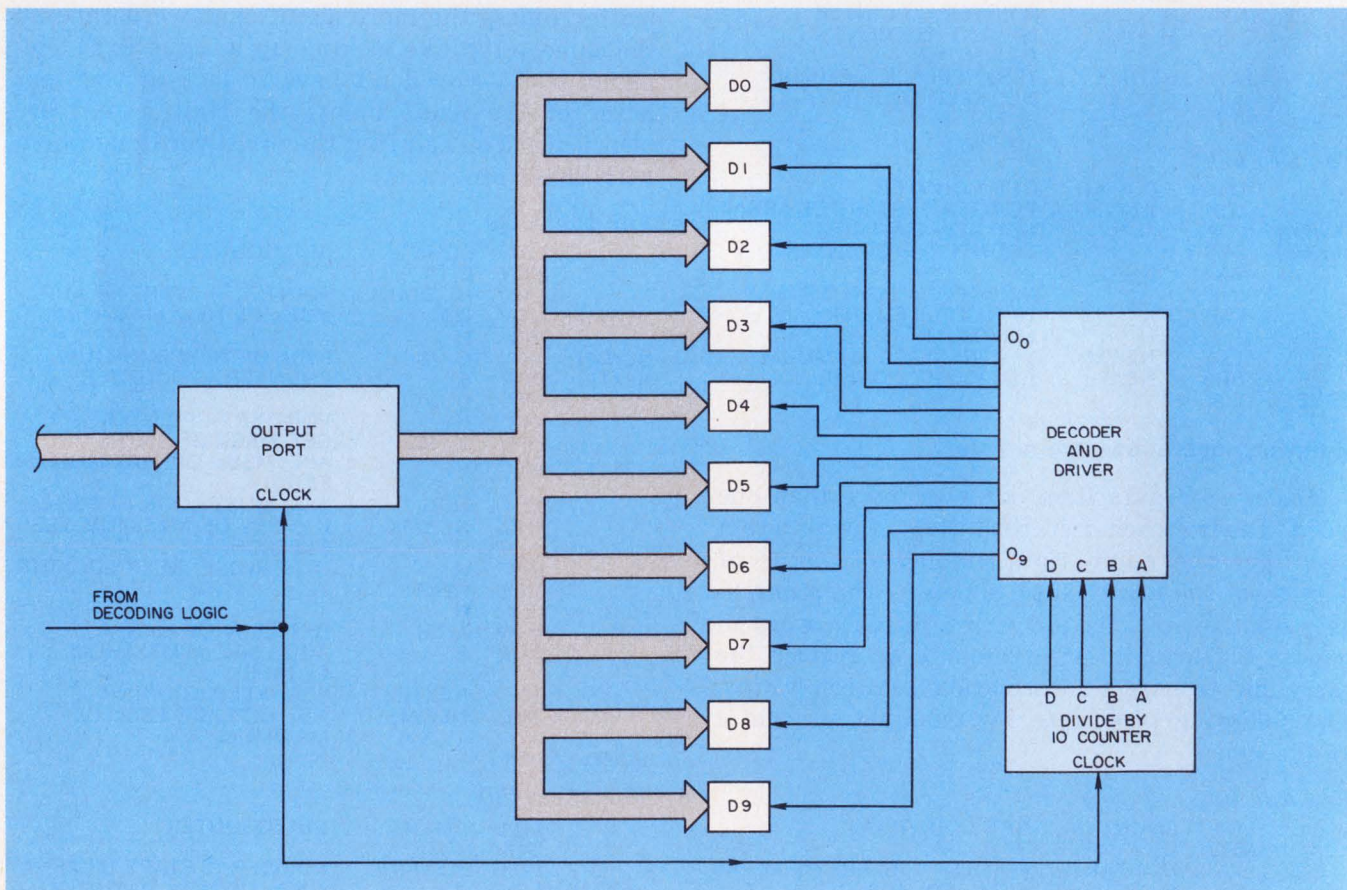 D0
D1
D2
D3
D4
D5
D6
D7
D8
D9
OUTPUT
PORT
CLOCK
FROM
DECODING LOGIC
O0
DECODER
AND
DRIVER
O9
D C B A
D C B A
DIVIDE BY
10 COUNTER
CLOCK